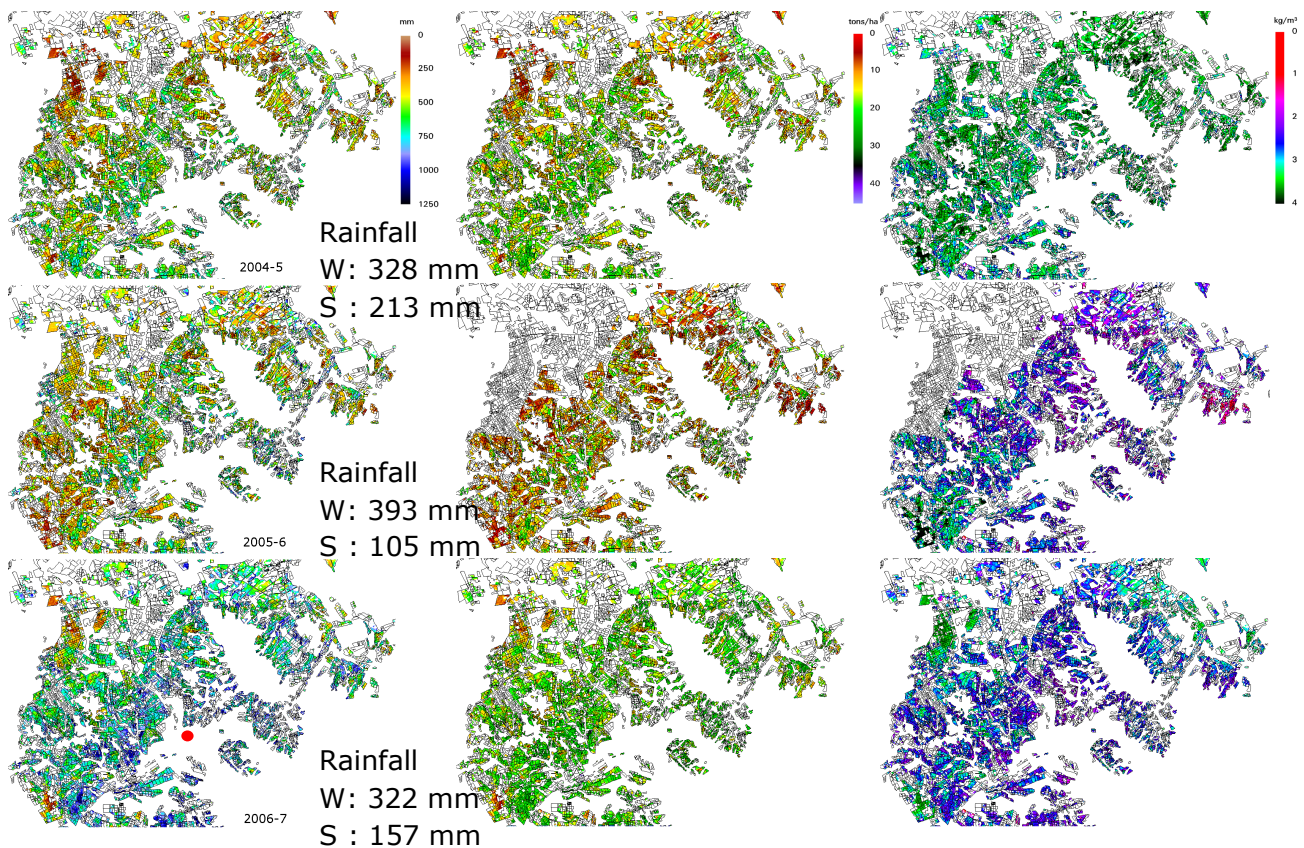 mm
0
250
500
750
1000
1250
tons/ha
0
10
20
30
40
kg/m³
0
1
2
3
4
2004-5
Rainfall
W: 328 mm
S : 213 mm
2005-6
Rainfall
W: 393 mm
S : 105 mm
2006-7
Rainfall
W: 322 mm
S : 157 mm